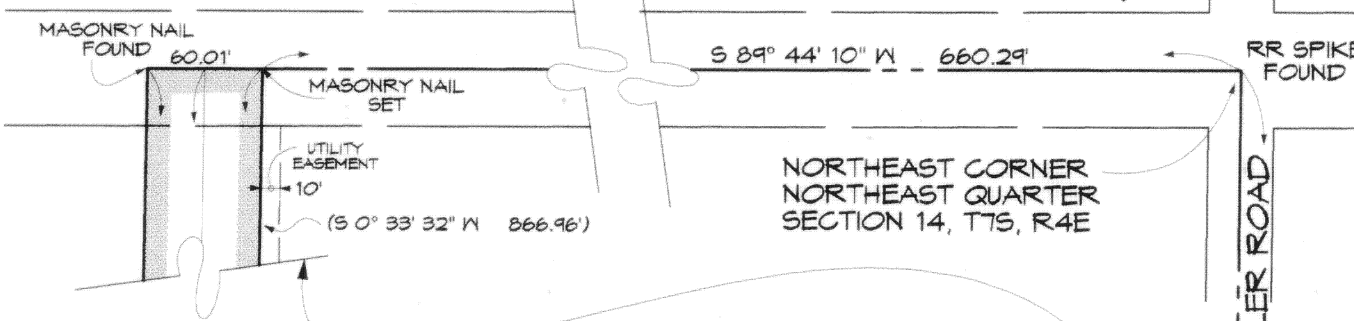 MASONRY NAIL
FOUND
60.01'
MASONRY NAIL
SET
S 89° 44' 10" W 660.29'
RR SPIKE
FOUND
UTILITY
EASEMENT
10'
(S 0° 33' 32" W 866.96')
NORTHEAST CORNER
NORTHEAST QUARTER
SECTION 14, T7S, R4E
ER ROAD